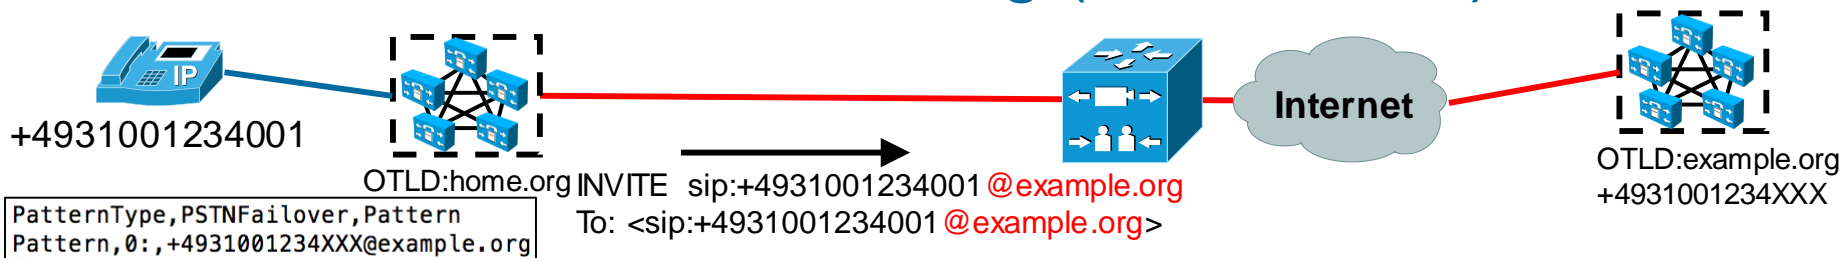 IP
+4931001234001
OTLD:home.org
PatternType,PSTNFailover,Pattern
Pattern,0:,+4931001234XXX@example.org
INVITE sip:+4931001234001@example.org
To: <sip:+4931001234001@example.org>
Internet
OTLD:example.org
+4931001234XXX